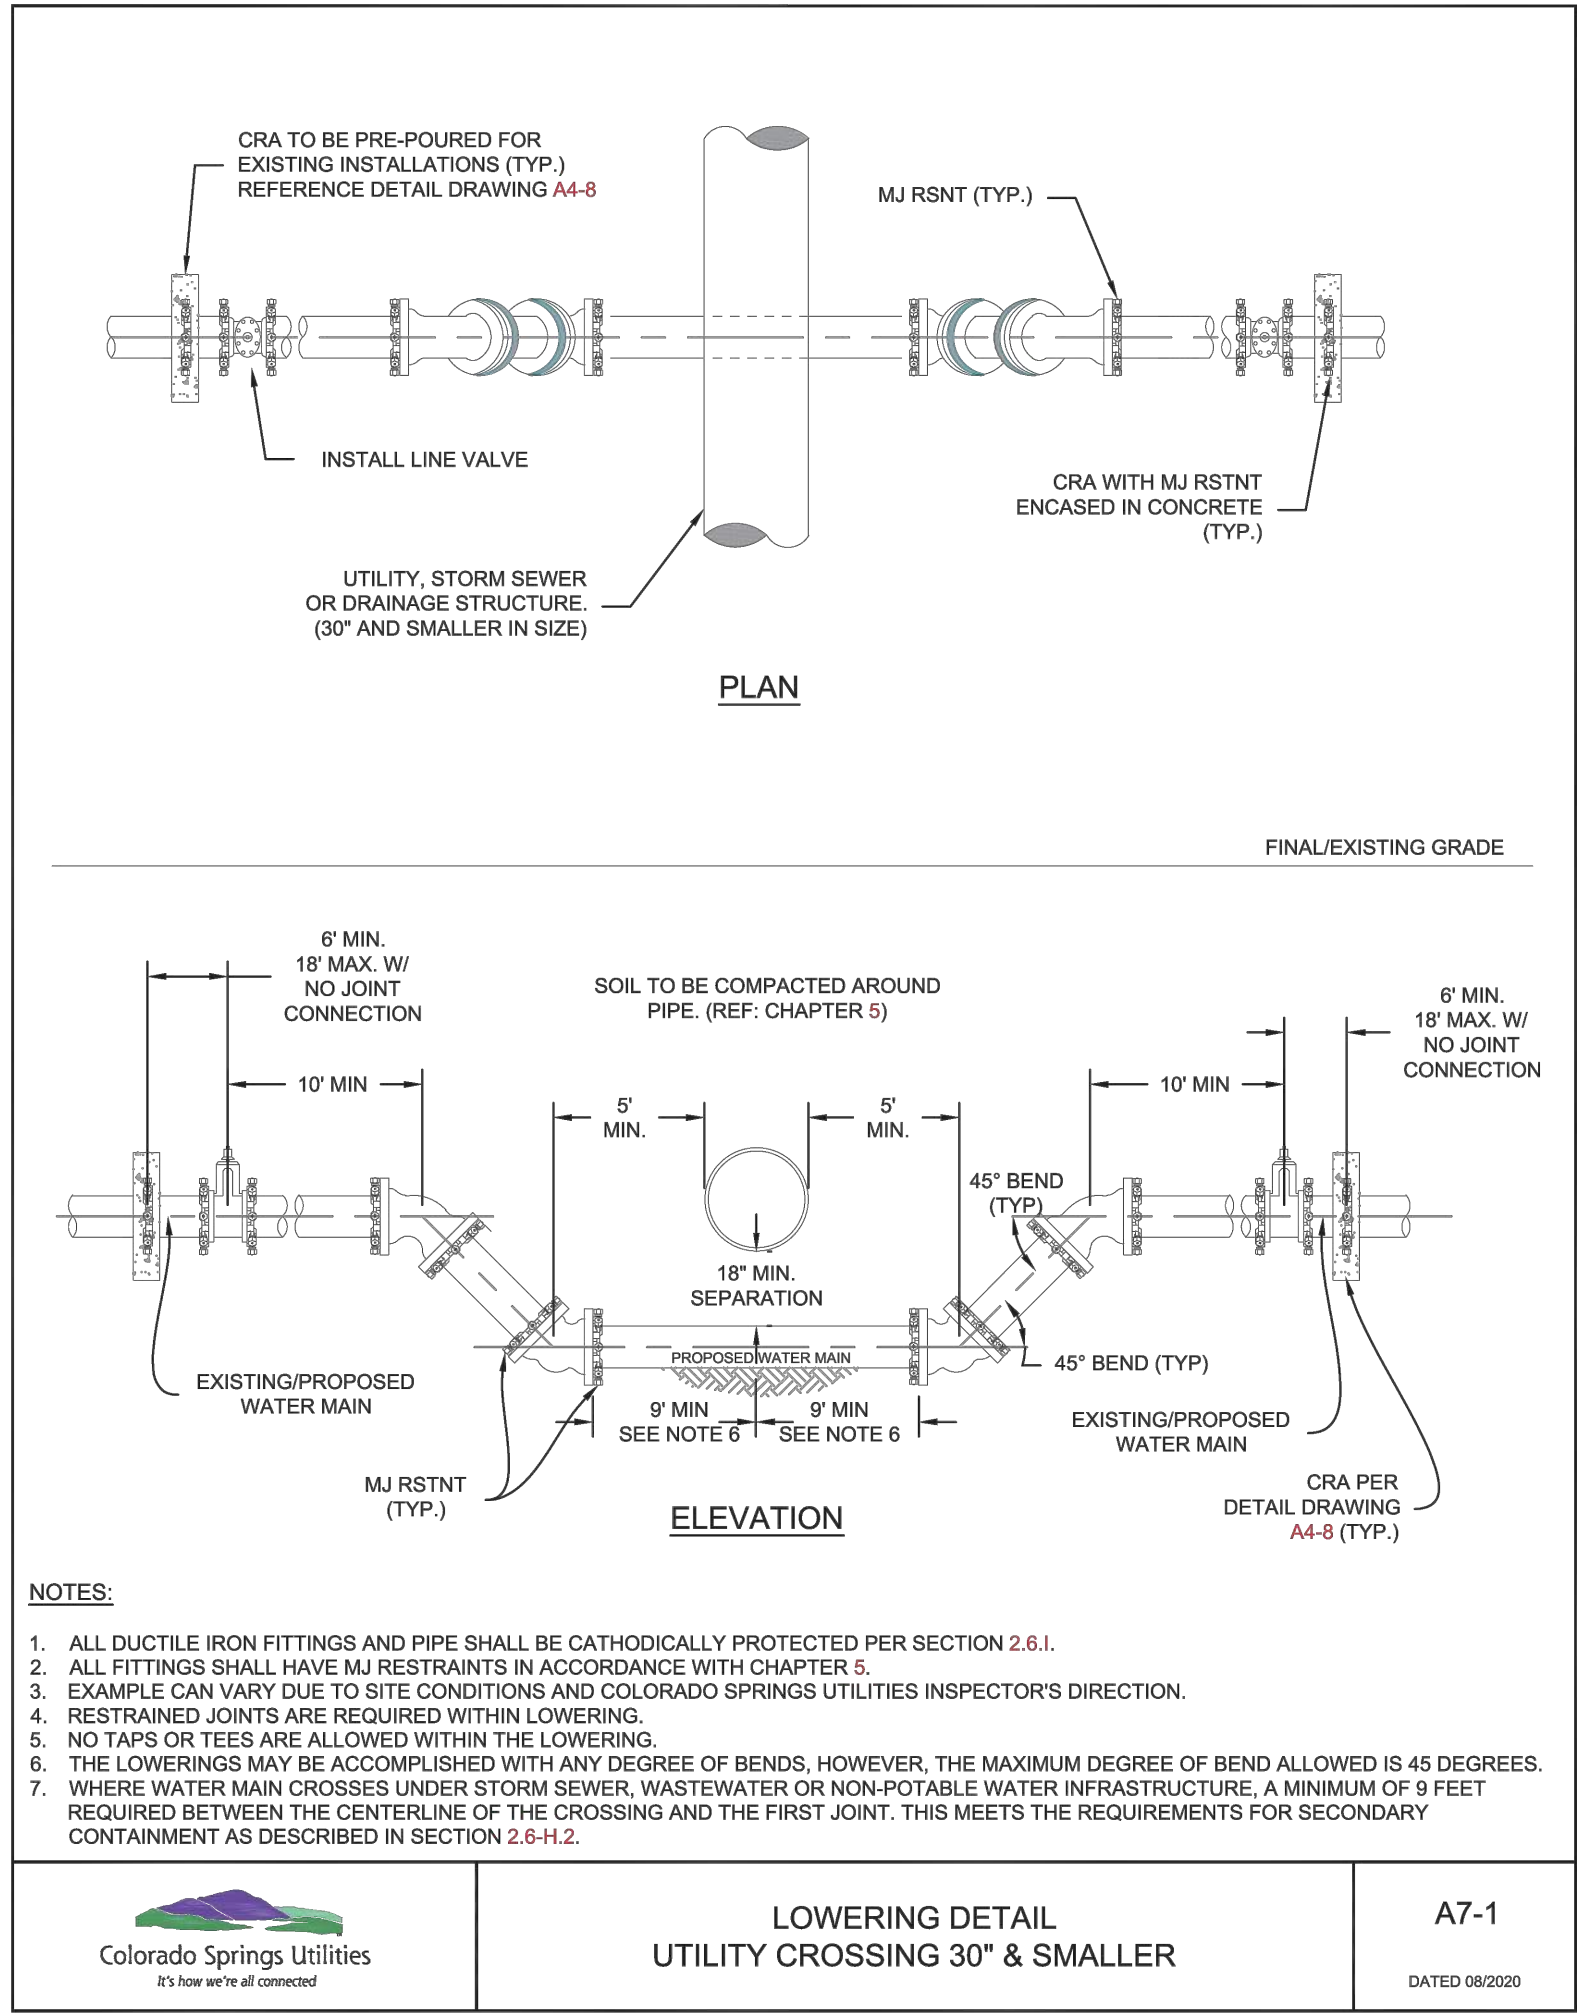 CRA TO BE PRE-POURED FOR
EXISTING INSTALLATIONS (TYP.)
REFERENCE DETAIL DRAWING A4-8
MJ RSNT (TYP.)
INSTALL LINE VALVE
CRA WITH MJ RSTNT
ENCASED IN CONCRETE
(TYP.)
UTILITY, STORM SEWER
OR DRAINAGE STRUCTURE.
(30" AND SMALLER IN SIZE)
PLAN
FINAL/EXISTING GRADE
6' MIN.
18' MAX. W/
NO JOINT
CONNECTION
SOIL TO BE COMPACTED AROUND
PIPE. (REF: CHAPTER 5)
6' MIN.
18' MAX. W/
NO JOINT
CONNECTION
10' MIN
5'
MIN.
5'
MIN.
10' MIN
45° BEND
(TYP)
18" MIN.
SEPARATION
PROPOSED WATER MAIN
45° BEND (TYP)
EXISTING/PROPOSED
WATER MAIN
9' MIN
SEE NOTE 6
9' MIN
SEE NOTE 6
EXISTING/PROPOSED
WATER MAIN
MJ RSTNT
(TYP.)
CRA PER
DETAIL DRAWING
A4-8 (TYP.)
ELEVATION
NOTES:
1. ALL DUCTILE IRON FITTINGS AND PIPE SHALL BE CATHODICALLY PROTECTED PER SECTION 2.6.I.
2. ALL FITTINGS SHALL HAVE MJ RESTRAINTS IN ACCORDANCE WITH CHAPTER 5.
3. EXAMPLE CAN VARY DUE TO SITE CONDITIONS AND COLORADO SPRINGS UTILITIES INSPECTOR'S DIRECTION.
4. RESTRAINED JOINTS ARE REQUIRED WITHIN LOWERING.
5. NO TAPS OR TEES ARE ALLOWED WITHIN THE LOWERING.
6. THE LOWERINGS MAY BE ACCOMPLISHED WITH ANY DEGREE OF BENDS, HOWEVER, THE MAXIMUM DEGREE OF BEND ALLOWED IS 45 DEGREES.
7. WHERE WATER MAIN CROSSES UNDER STORM SEWER, WASTEWATER OR NON-POTABLE WATER INFRASTRUCTURE, A MINIMUM OF 9 FEET
REQUIRED BETWEEN THE CENTERLINE OF THE CROSSING AND THE FIRST JOINT. THIS MEETS THE REQUIREMENTS FOR SECONDARY
CONTAINMENT AS DESCRIBED IN SECTION 2.6-H.2.
Colorado Springs Utilities
It's how we're all connected
LOWERING DETAIL
UTILITY CROSSING 30" & SMALLER
A7-1
DATED 08/2020